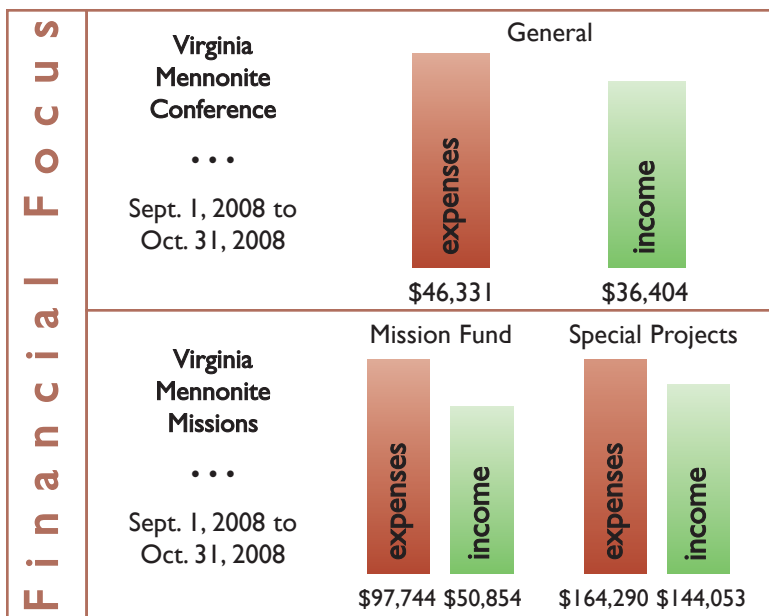 Financial Focus
Virginia
Mennonite
Conference
...
Sept. 1, 2008 to
Oct. 31, 2008
General
expenses
income
$46,331
$36,404
Virginia
Mennonite
Missions
...
Sept. 1, 2008 to
Oct. 31, 2008
Mission Fund
expenses
income
$97,744 $50,854
Special Projects
expenses
income
$164,290 $144,053